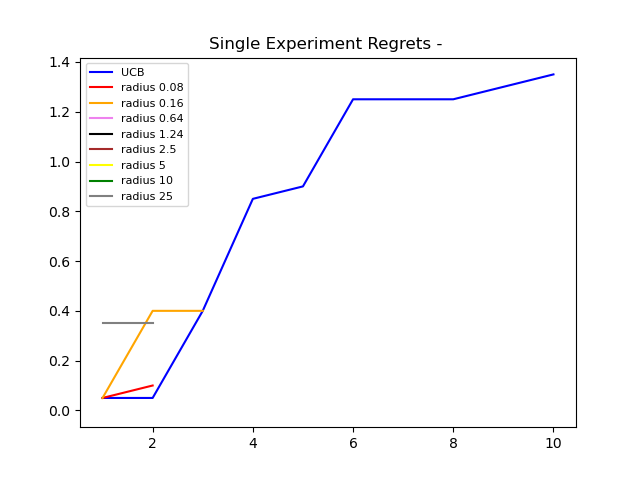 Single Experiment Regrets -
1.4
1.2
1.0
0.8
0.6
0.4
0.2
0.0
UCB
radius 0.08
radius 0.16
radius 0.64
radius 1.24
radius 2.5
radius 5
radius 10
radius 25
2 4 6 8 10